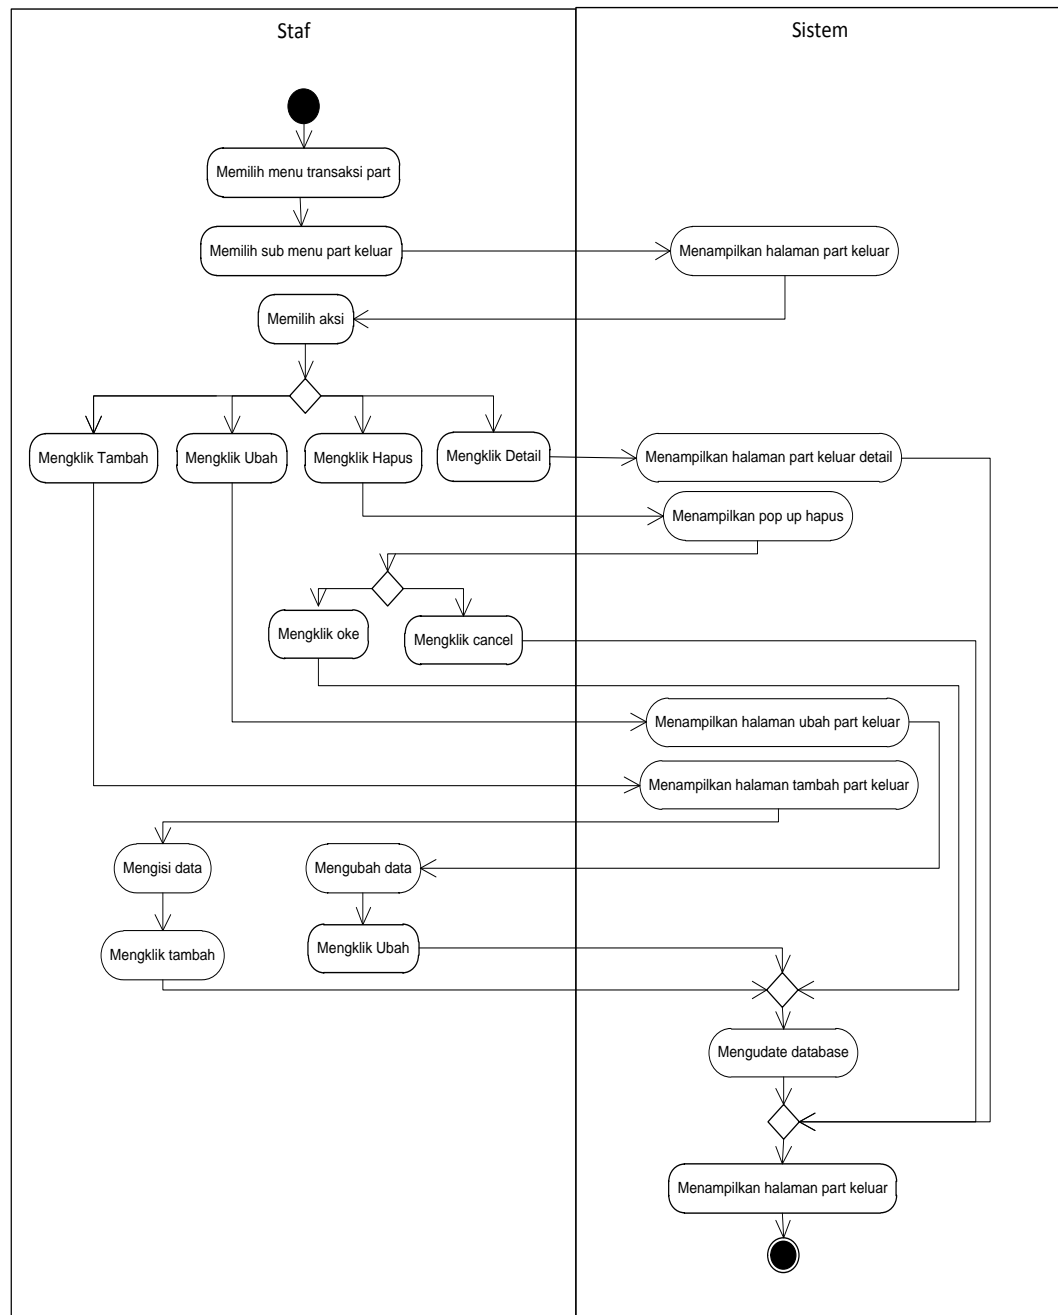 Staf
Sistem
Memilih menu transaksi part
Memilih sub menu part keluar
Menampilkan halaman part keluar
Memilih aksi
Mengklik Tambah
Mengklik Ubah
Mengklik Hapus
Mengklik Detail
Menampilkan halaman part keluar detail
Menampilkan pop up hapus
Mengklik oke
Mengklik cancel
Menampilkan halaman ubah part keluar
Menampilkan halaman tambah part keluar
Mengisi data
Mengubah data
Mengklik tambah
Mengklik Ubah
Mengudate database
Menampilkan halaman part keluar